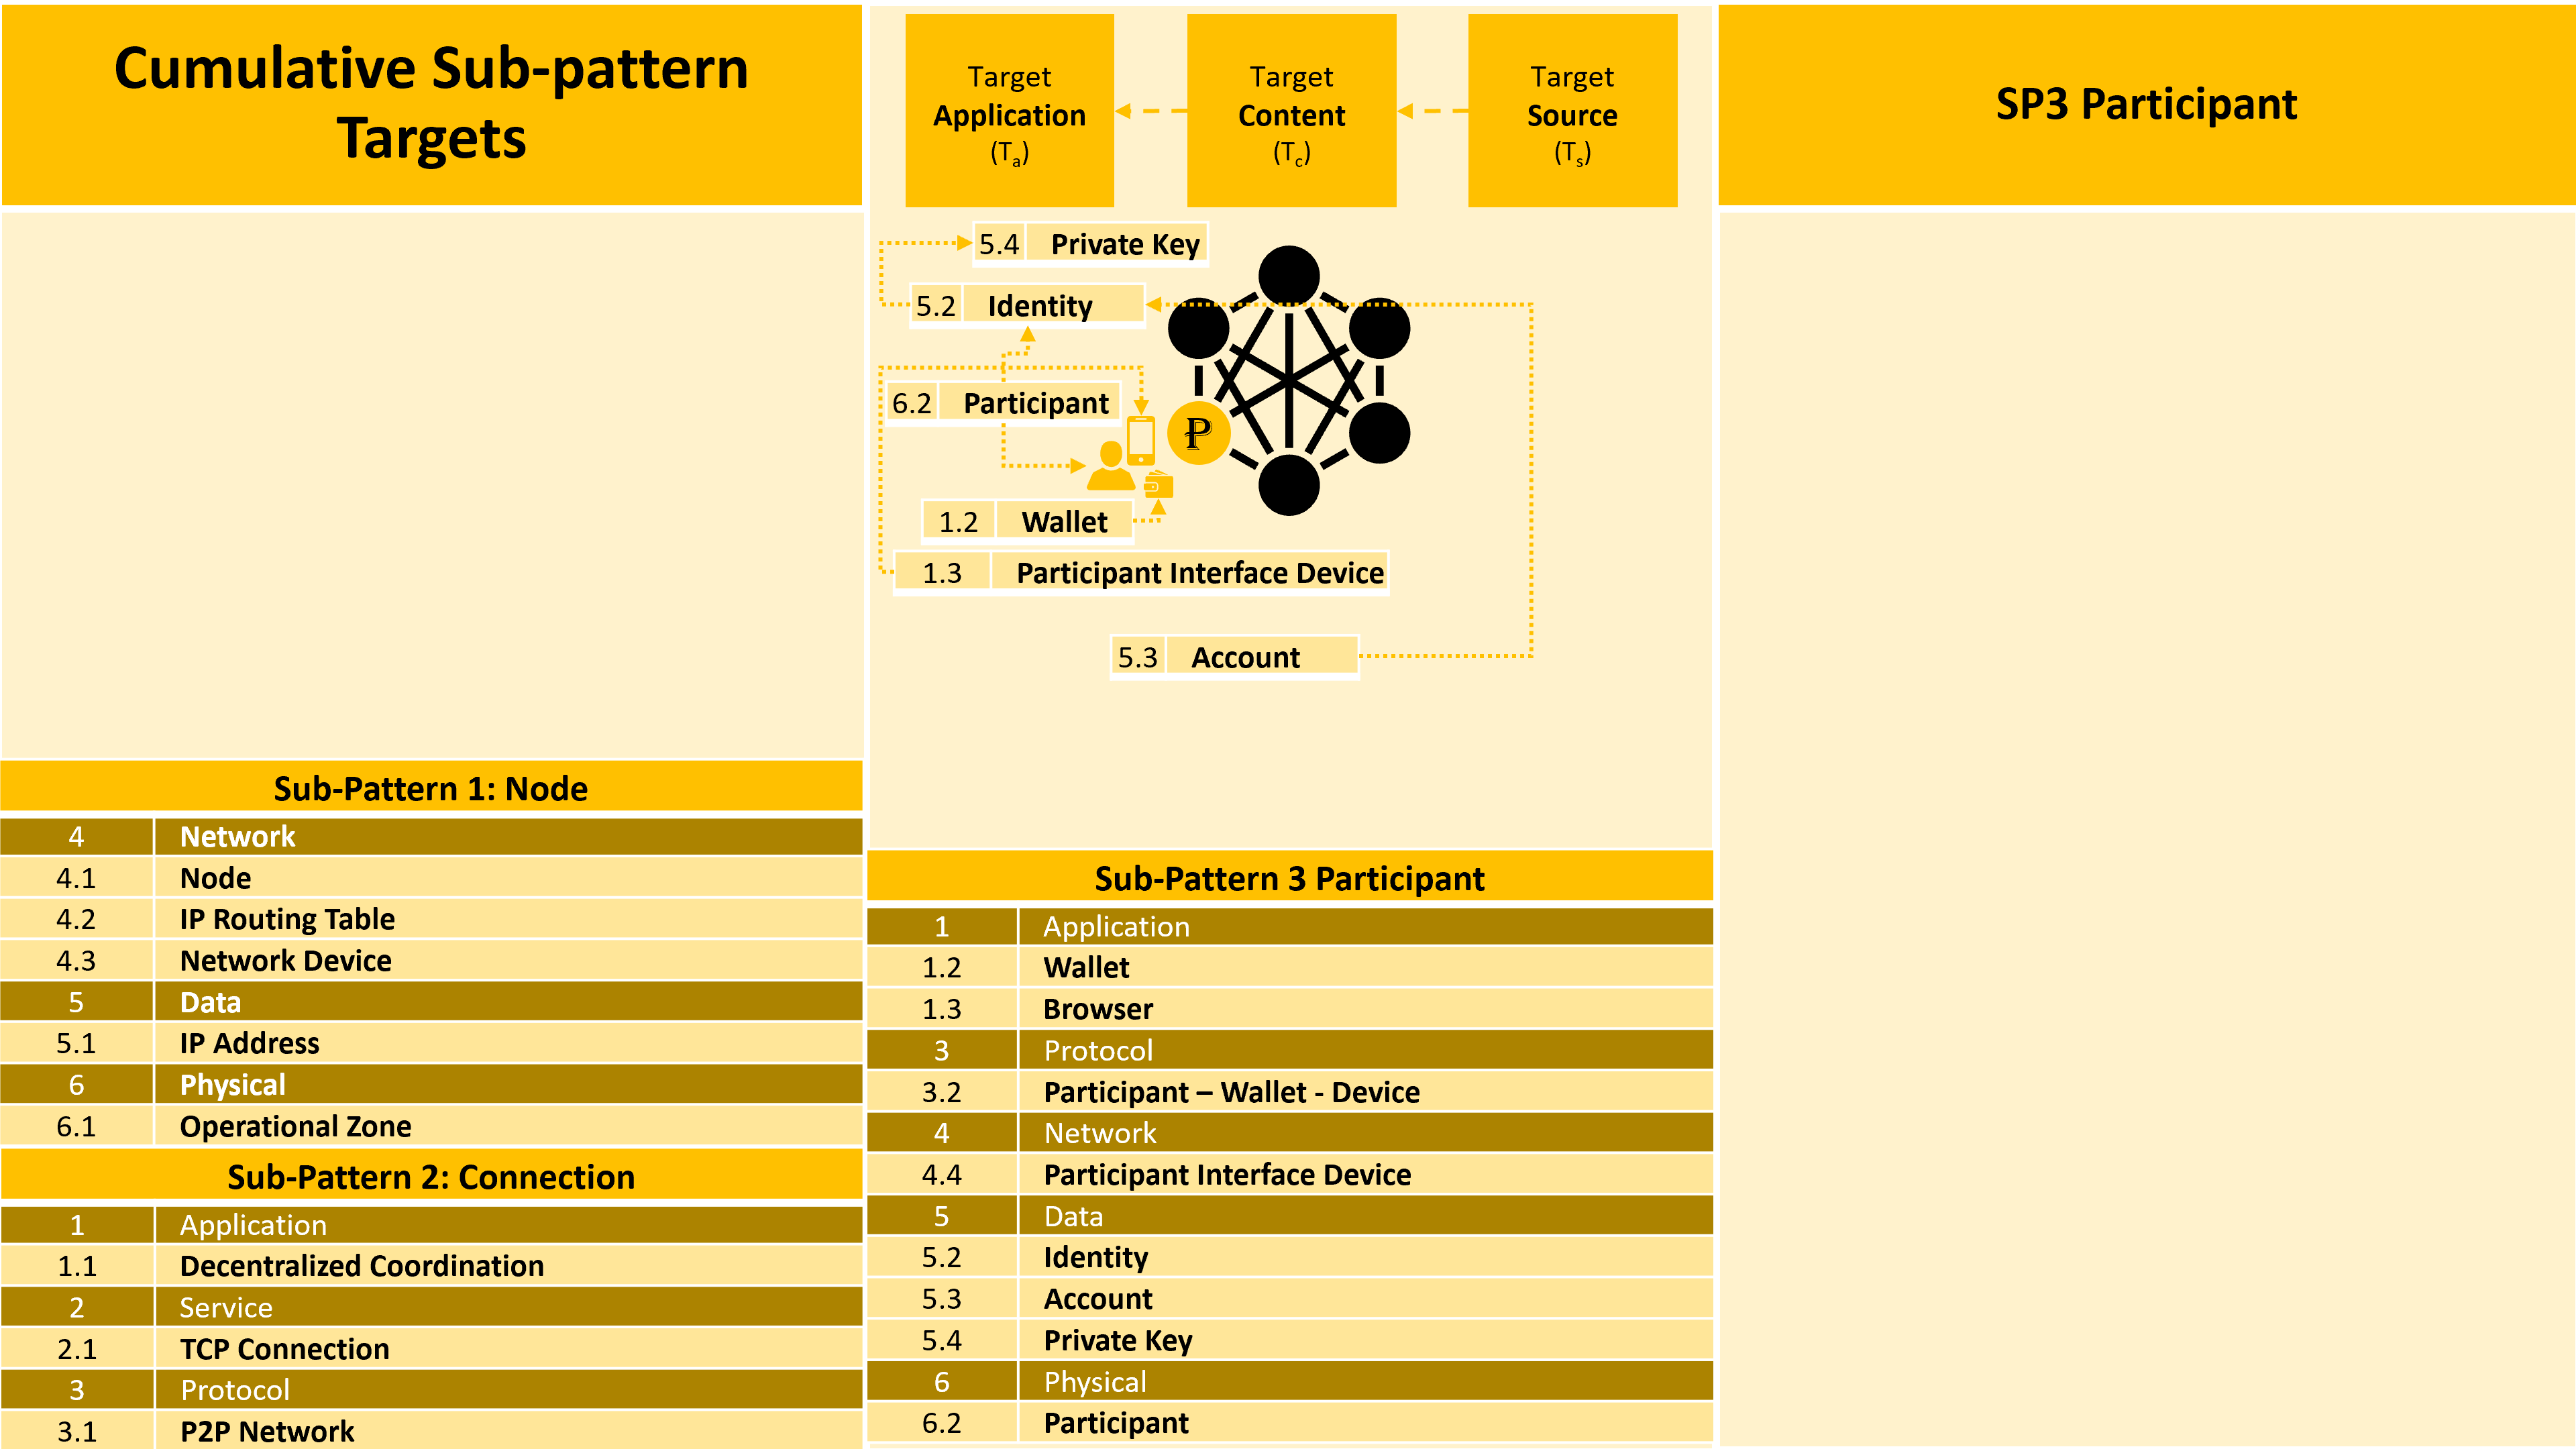 Cumulative Sub-pattern
Targets
Sub-Pattern 1: Node
4 Network
4.1 Node
4.2 IP Routing Table
4.3 Network Device
5 Data
5.1 IP Address
6 Physical
6.1 Operational Zone
Sub-Pattern 2: Connection
1 Application
1.1 Decentralized Coordination
2 Service
2.1 TCP Connection
3 Protocol
3.1 P2P Network
Target
Application
(Ta)
Target
Content
(Tc)
Target
Source
(Ts)
5.4 Private Key
5.2 Identity
6.2 Participant
₽
1.2 Wallet
1.3 Participant Interface Device
5.3 Account
Sub-Pattern 3 Participant
1 Application
1.2 Wallet
1.3 Browser
3 Protocol
3.2 Participant – Wallet - Device
4 Network
4.4 Participant Interface Device
5 Data
5.2 Identity
5.3 Account
5.4 Private Key
6 Physical
6.2 Participant
SP3 Participant